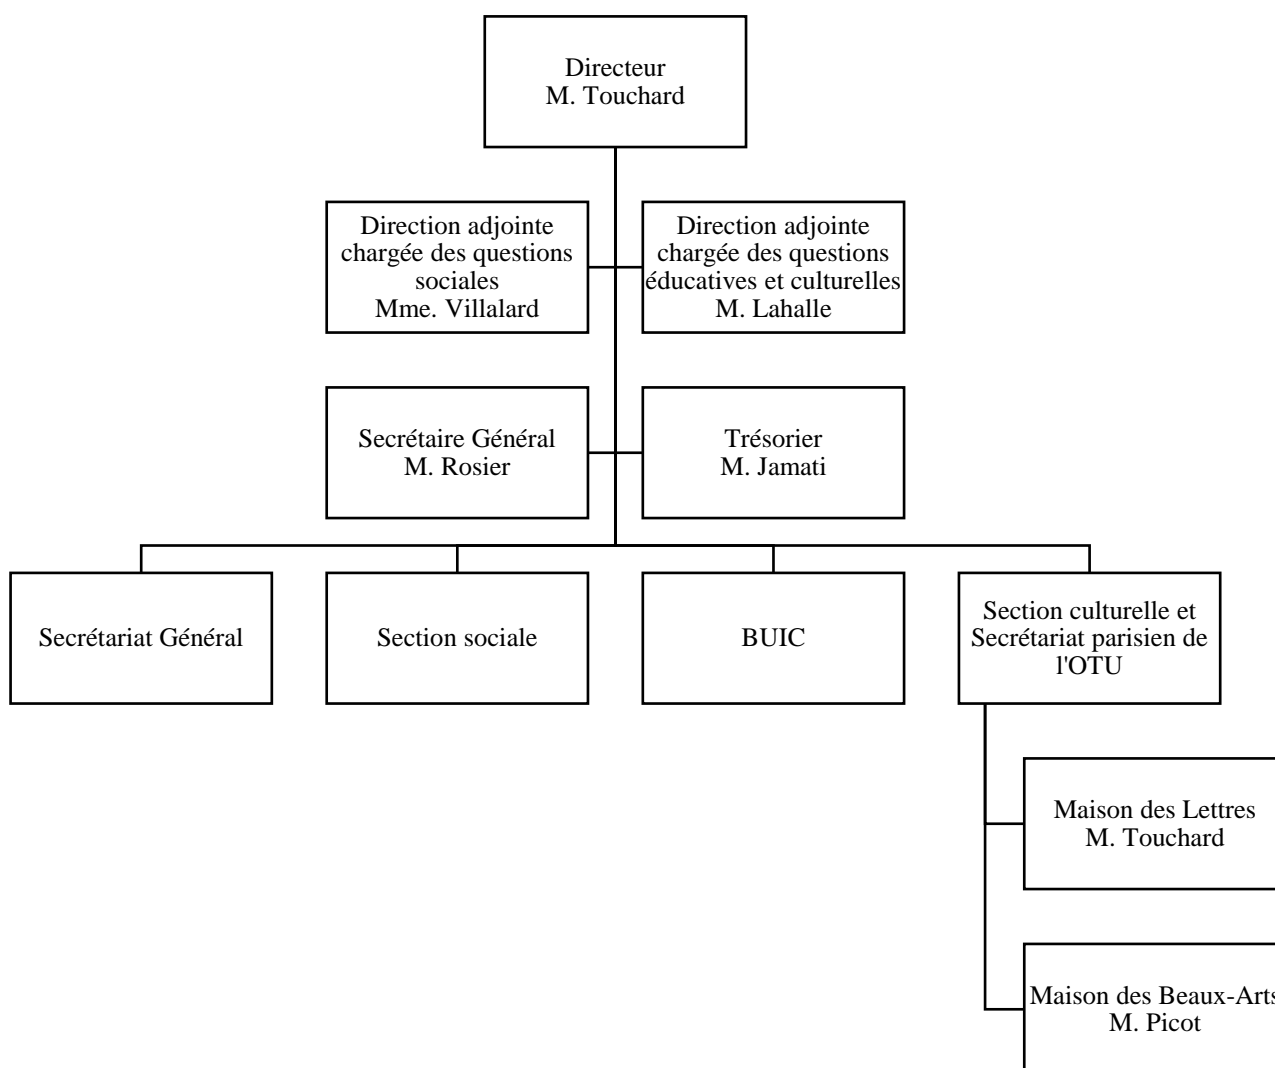 Directeur
M. Touchard
Direction adjointe
chargée des questions
sociales
Mme. Villalard
Direction adjointe
chargée des questions
éducatives et culturelles
M. Lahalle
Secrétaire Général
M. Rosier
Trésorier
M. Jamati
Secrétariat Général
Section sociale
BUIC
Section culturelle et
Secrétariat parisien de
l'OTU
Maison des Lettres
M. Touchard
Maison des Beaux-Arts
M. Picot